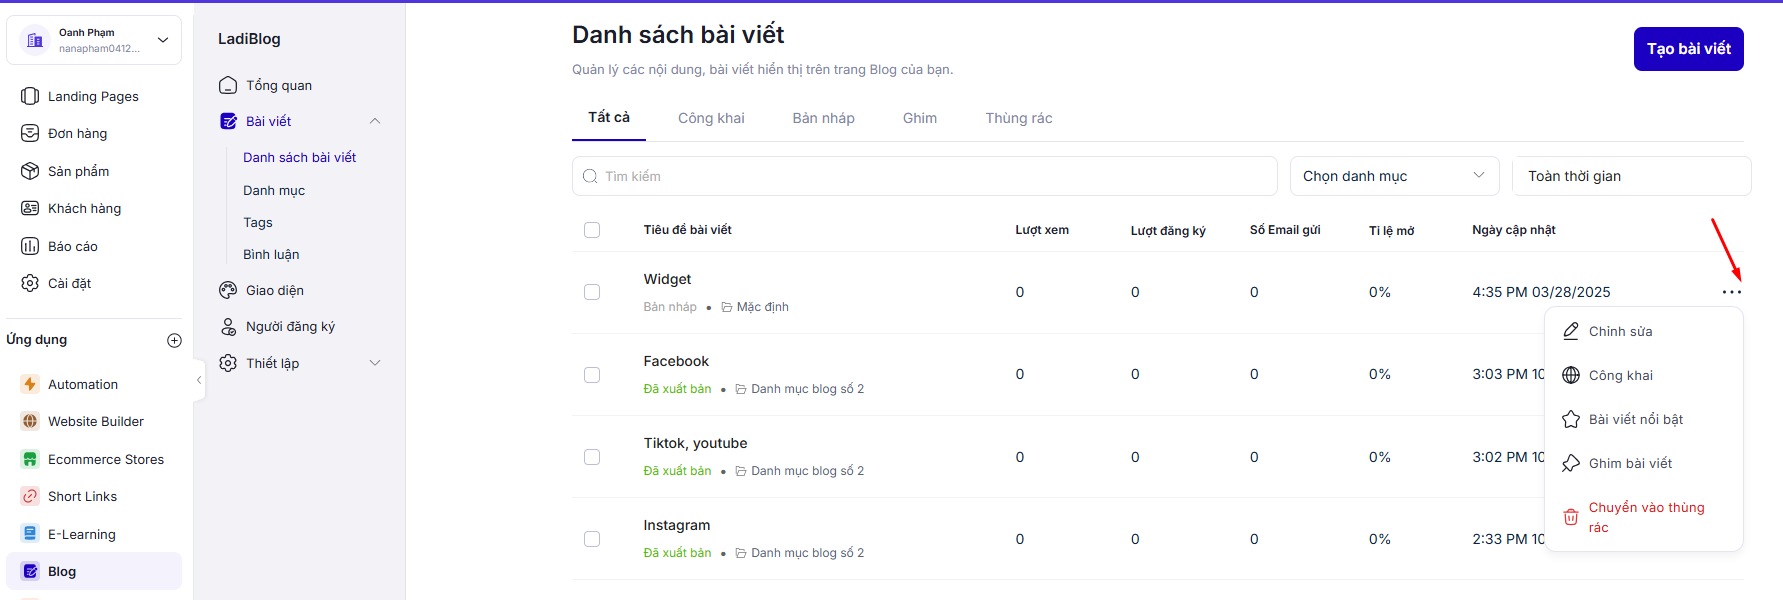 Oanh Phạm
nanapham0412...
Landing Pages
Đơn hàng
Sản phẩm
Khách hàng
Báo cáo
Cài đặt
Ứng dụng
Automation
Website Builder
Ecommerce Stores
Short Links
E-Learning
Blog
LadiBlog
Tổng quan
Bài viết
Danh sách bài viết
Danh mục
Tags
Bình luận
Giao diện
Người đăng ký
Thiết lập
Danh sách bài viết
Quản lý các nội dung, bài viết hiển thị trên trang Blog của bạn.
Tạo bài viết
Tất cả Công khai Bản nháp Ghim Thùng rác
Tìm kiếm Chọn danh mục Toàn thời gian
Tiêu đề bài viết Lượt xem Lượt đăng ký Số Email gửi Tỉ lệ mở Ngày cập nhật
Widget
Bản nháp • Mặc định
0 0 0 0% 4:35 PM 03/28/2025
Facebook
Đã xuất bản • Danh mục blog số 2
0 0 0 0% 3:03 PM 10
Tiktok, youtube
Đã xuất bản • Danh mục blog số 2
0 0 0 0% 3:02 PM 10
Instagram
Đã xuất bản • Danh mục blog số 2
0 0 0 0% 2:33 PM 10
Chỉnh sửa
Công khai
Bài viết nổi bật
Ghim bài viết
Chuyển vào thùng
rác